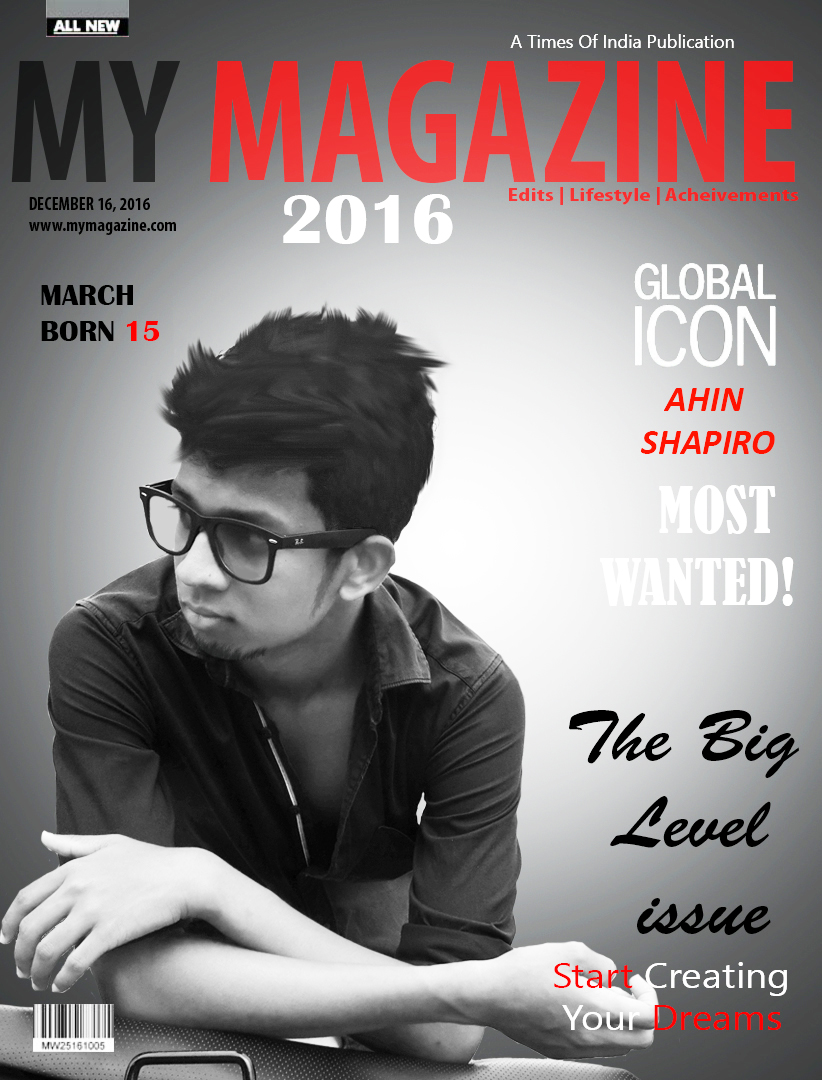 ALL NEW
A Times Of India Publication
MY MAGAZINE
DECEMBER 16, 2016
www.mymagazine.com
2016
Edits | Lifestyle | Acheivements
MARCH
BORN 15
GLOBAL
ICON
AHIN
SHAPIRO
MOST
WANTED!
The Big
Level
issue
Start Creating
Your Dreams
MW25161005